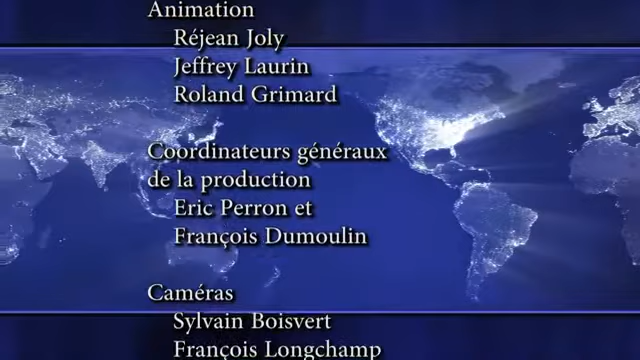 Animation
Réjean Joly
Jeffrey Laurin
Roland Grimard
Coordinateurs généraux
de la production
Eric Perron et
François Dumoulin
Caméras
Sylvain Boisvert
François Longchamp